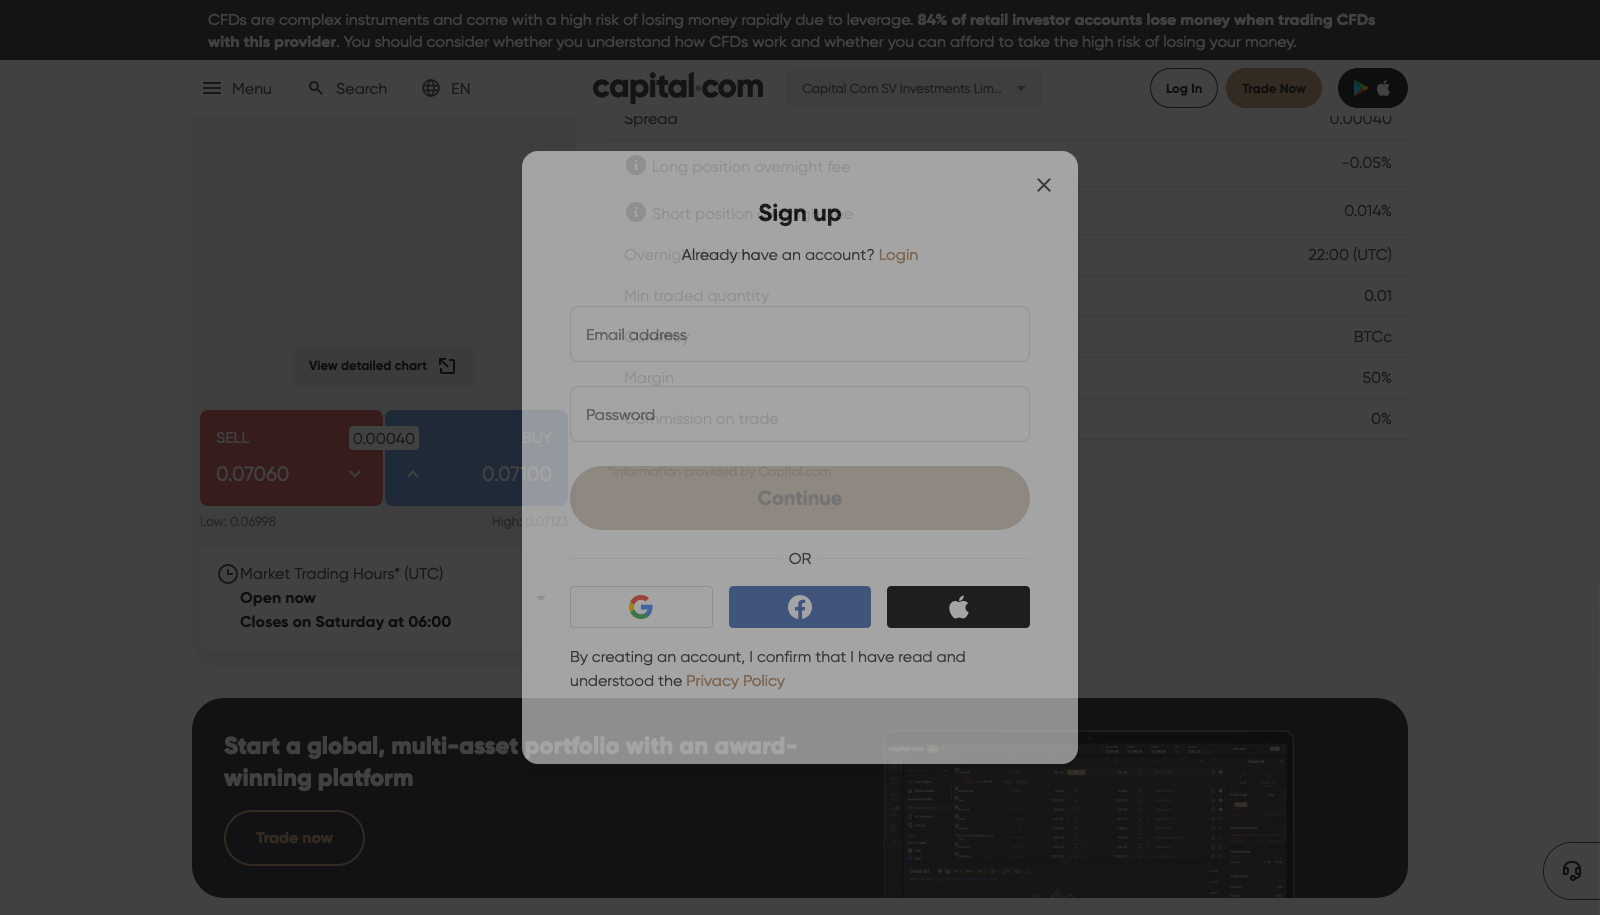 CFDs are complex instruments and come with a high risk of losing money rapidly due to leverage. 84% of retail investor accounts lose money when trading CFDs
with this provider. You should consider whether you understand how CFDs work and whether you can afford to take the high risk of losing your money.
Menu
Search
EN
capital.com
Capital Com SV Investments Lim...
Log In
Trade Now
Spread
0.00040
Long position overnight fee
-0.05%
Short position overnight fee
0.014%
Overnight fee time
22:00 (UTC)
Min traded quantity
0.01
Currency
BTCc
Margin
50%
Commission on trade
0%
*Information provided by Capital.com
Sign up
Already have an account? Login
Email address
Password
Continue
OR
By creating an account, I confirm that I have read and
understood the Privacy Policy
View detailed chart
SELL
0.00040
BUY
0.07060
0.07100
Low: 0.06998
High: 0.07123
Market Trading Hours* (UTC)
Open now
Closes on Saturday at 06:00
Start a global, multi-asset portfolio with an award-
winning platform
Trade now
capital.com